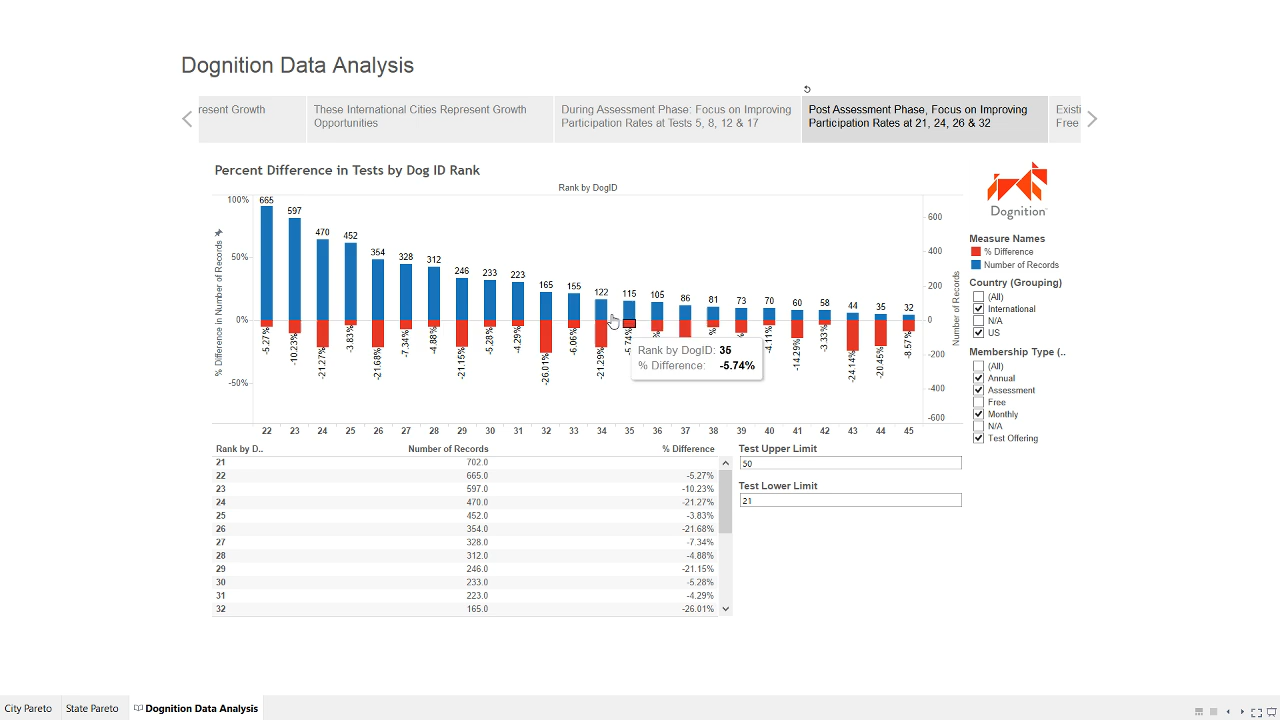 Dognition Data Analysis
resent Growth
These International Cities Represent Growth
Opportunities
During Assessment Phase: Focus on Improving
Participation Rates at Tests 5, 8, 12 & 17
Post Assessment Phase, Focus on Improving
Participation Rates at 21, 24, 26 & 32
Existi
Free
Percent Difference in Tests by Dog ID Rank
Rank by DogID
% Difference in Number of Records
100%
50%
0%
-50%
665 597 470 452 354 328 312 246 233 223 165 155 122 115 105 86 81 73 70 60 58 44 35 32
-5.27% -10.23% -21.27% -3.83% -21.68% -7.34% -4.88% -21.15% -5.28% -4.29% -26.01% -6.06% -21.29% -5.74% -4.11% -14.29% -3.33% -24.14% -20.45% -8.57%
Rank by DogID: 35
% Difference: -5.74%
600
400
200
0
-200
-400
-600
Number of Records
22 23 24 25 26 27 28 29 30 31 32 33 34 35 36 37 38 39 40 41 42 43 44 45
Dognition
Measure Names
% Difference
Number of Records
Country (Grouping)
(All)
International
N/A
US
Membership Type (..
(All)
Annual
Assessment
Free
Monthly
N/A
Test Offering
Rank by D.. Number of Records % Difference
21 702.0
22 665.0 -5.27%
23 597.0 -10.23%
24 470.0 -21.27%
25 452.0 -3.83%
26 354.0 -21.68%
27 328.0 -7.34%
28 312.0 -4.88%
29 246.0 -21.15%
30 233.0 -5.28%
31 223.0 -4.29%
32 165.0 -26.01%
Test Upper Limit
50
Test Lower Limit
21
City Pareto
State Pareto
Dognition Data Analysis